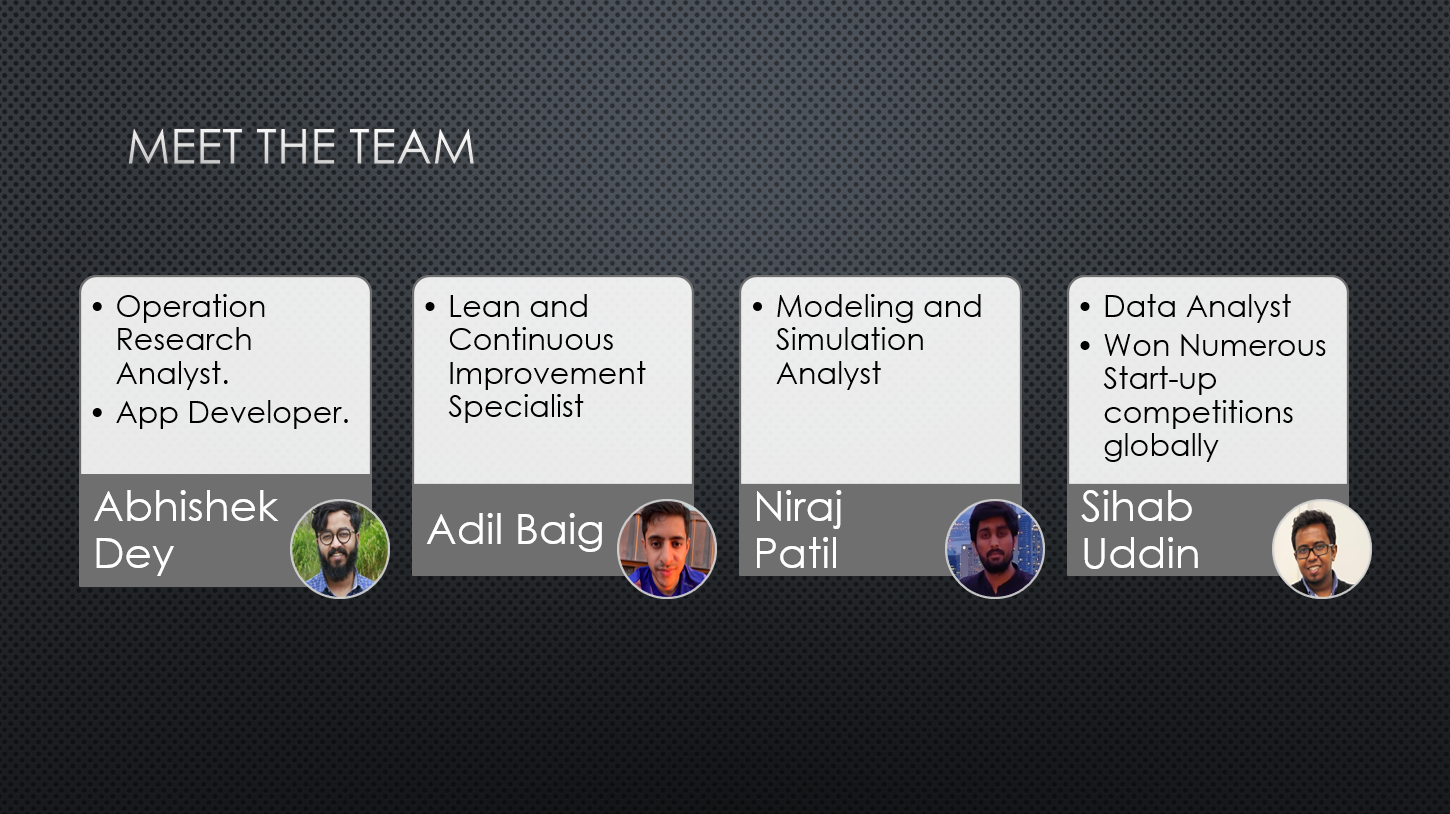 MEET THE TEAM
• Operation
Research
Analyst.
• App Developer.
Abhishek
Dey
• Lean and
Continuous
Improvement
Specialist
Adil Baig
• Modeling and
Simulation
Analyst
Niraj
Patil
• Data Analyst
• Won Numerous
Start-up
competitions
globally
Sihab
Uddin